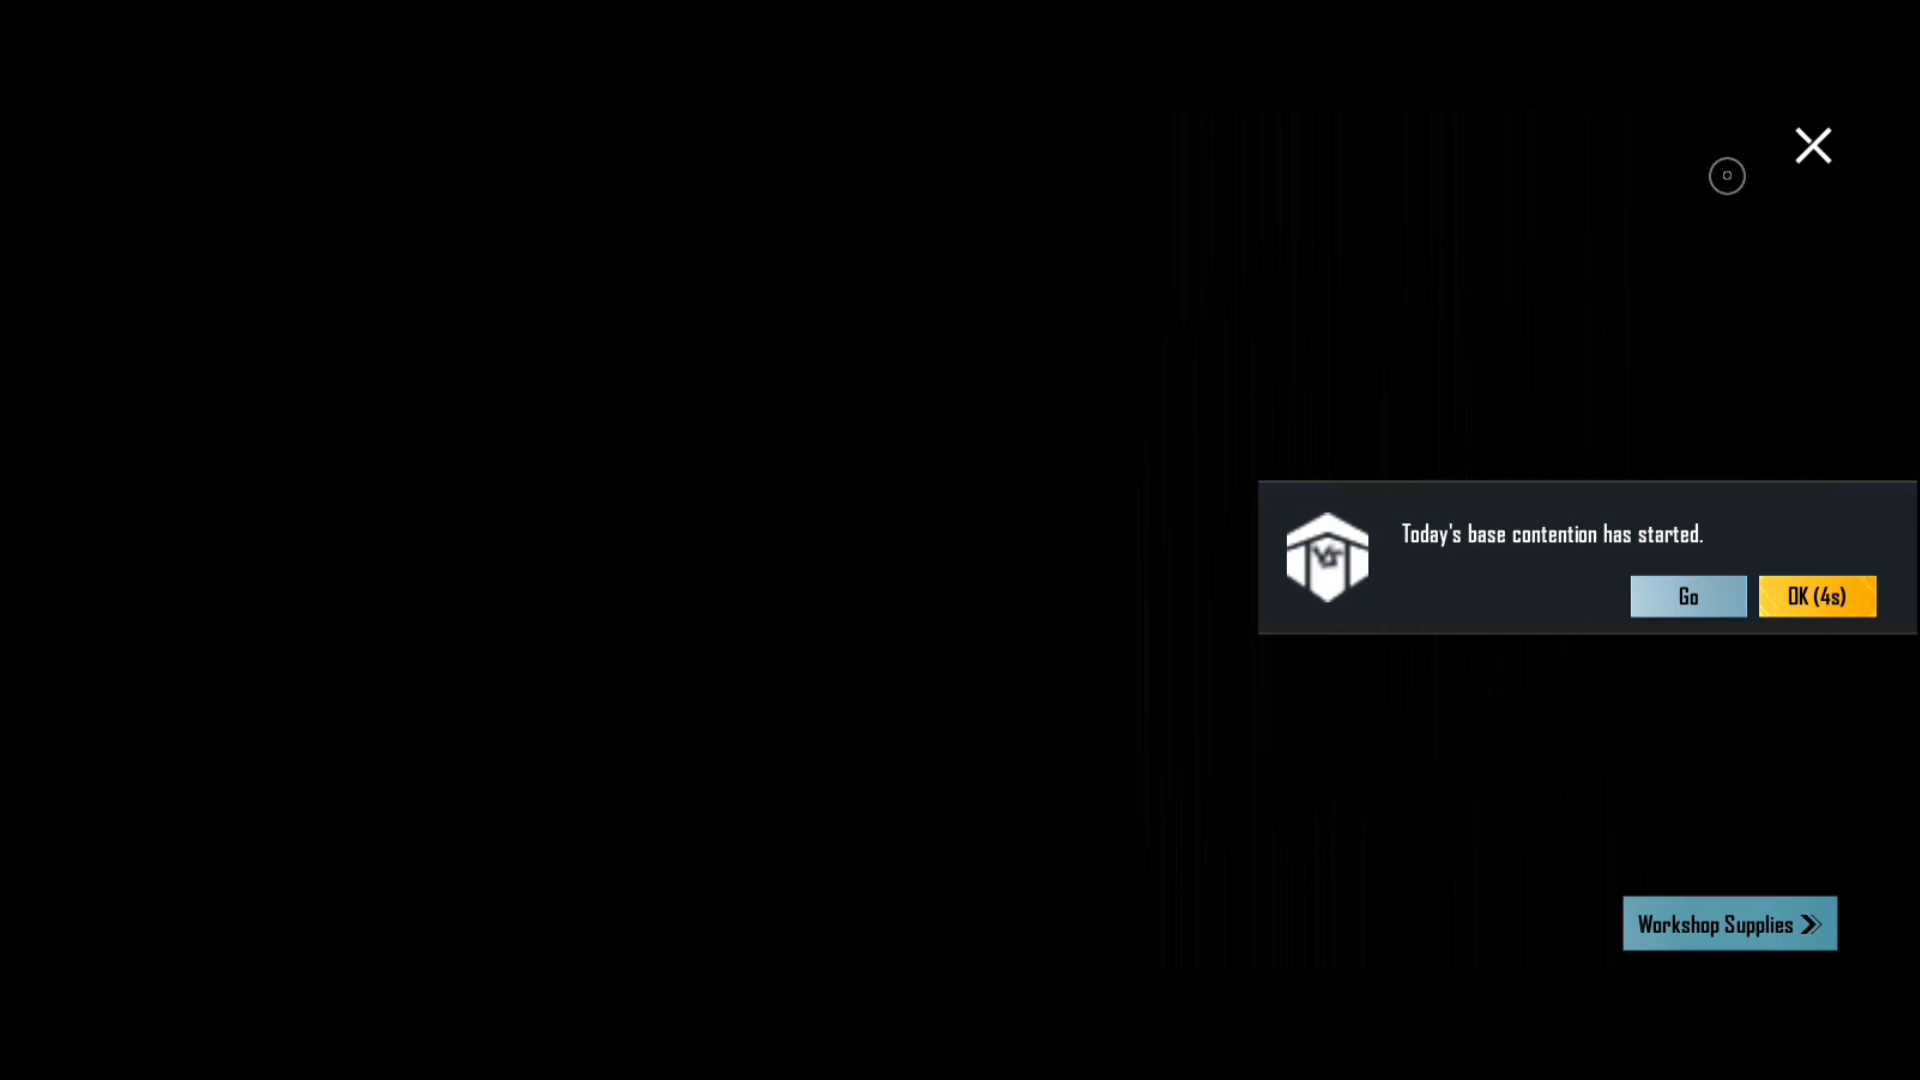 Today's base contention has started.
Go
OK (4s)
Workshop Supplies